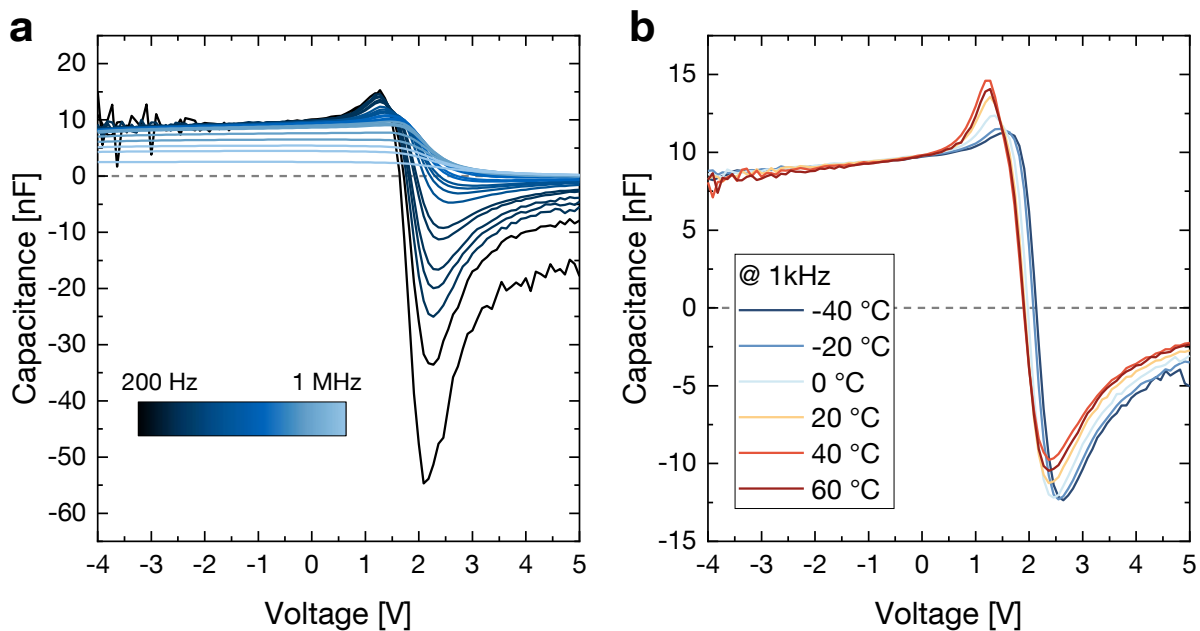 a
Capacitance [nF]
20
10
0
-10
-20
-30
-40
-50
-60
200 Hz
1 MHz
-4 -3 -2 -1 0 1 2 3 4 5
Voltage [V]
b
Capacitance [nF]
15
10
5
0
-5
-10
-15
@ 1kHz
-40 °C
-20 °C
0 °C
20 °C
40 °C
60 °C
-4 -3 -2 -1 0 1 2 3 4 5
Voltage [V]